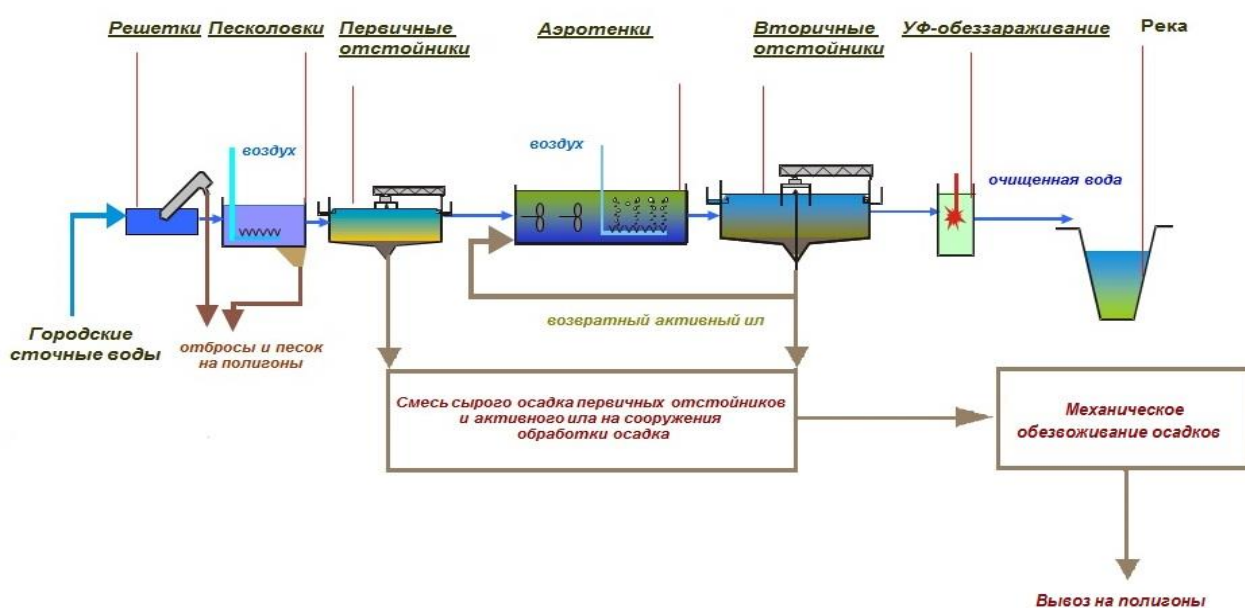 Решетки
Песколовки
Первичные
отстойники
Аэротенки
Вторичные
отстойники
УФ-обеззараживание
Река
воздух
воздух
очищенная вода
Городские
сточные воды
отбросы и песок
на полигоны
возвратный активный ил
Смесь сырого осадка первичных отстойников
и активного ила на сооружения
обработки осадка
Механическое
обезвоживание осадков
Вывоз на полигоны